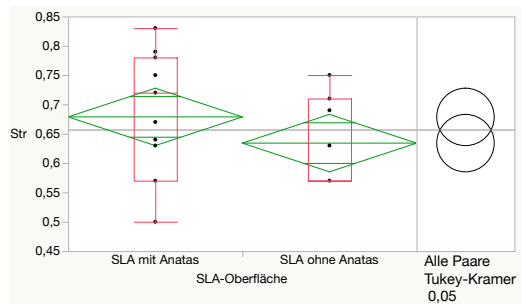 0,85
0,8
0,75
0,7
Str
0,65
0,6
0,55
0,5
0,45
SLA mit Anatas
SLA ohne Anatas
SLA-Oberfläche
Alle Paare
Tukey-Kramer
0,05